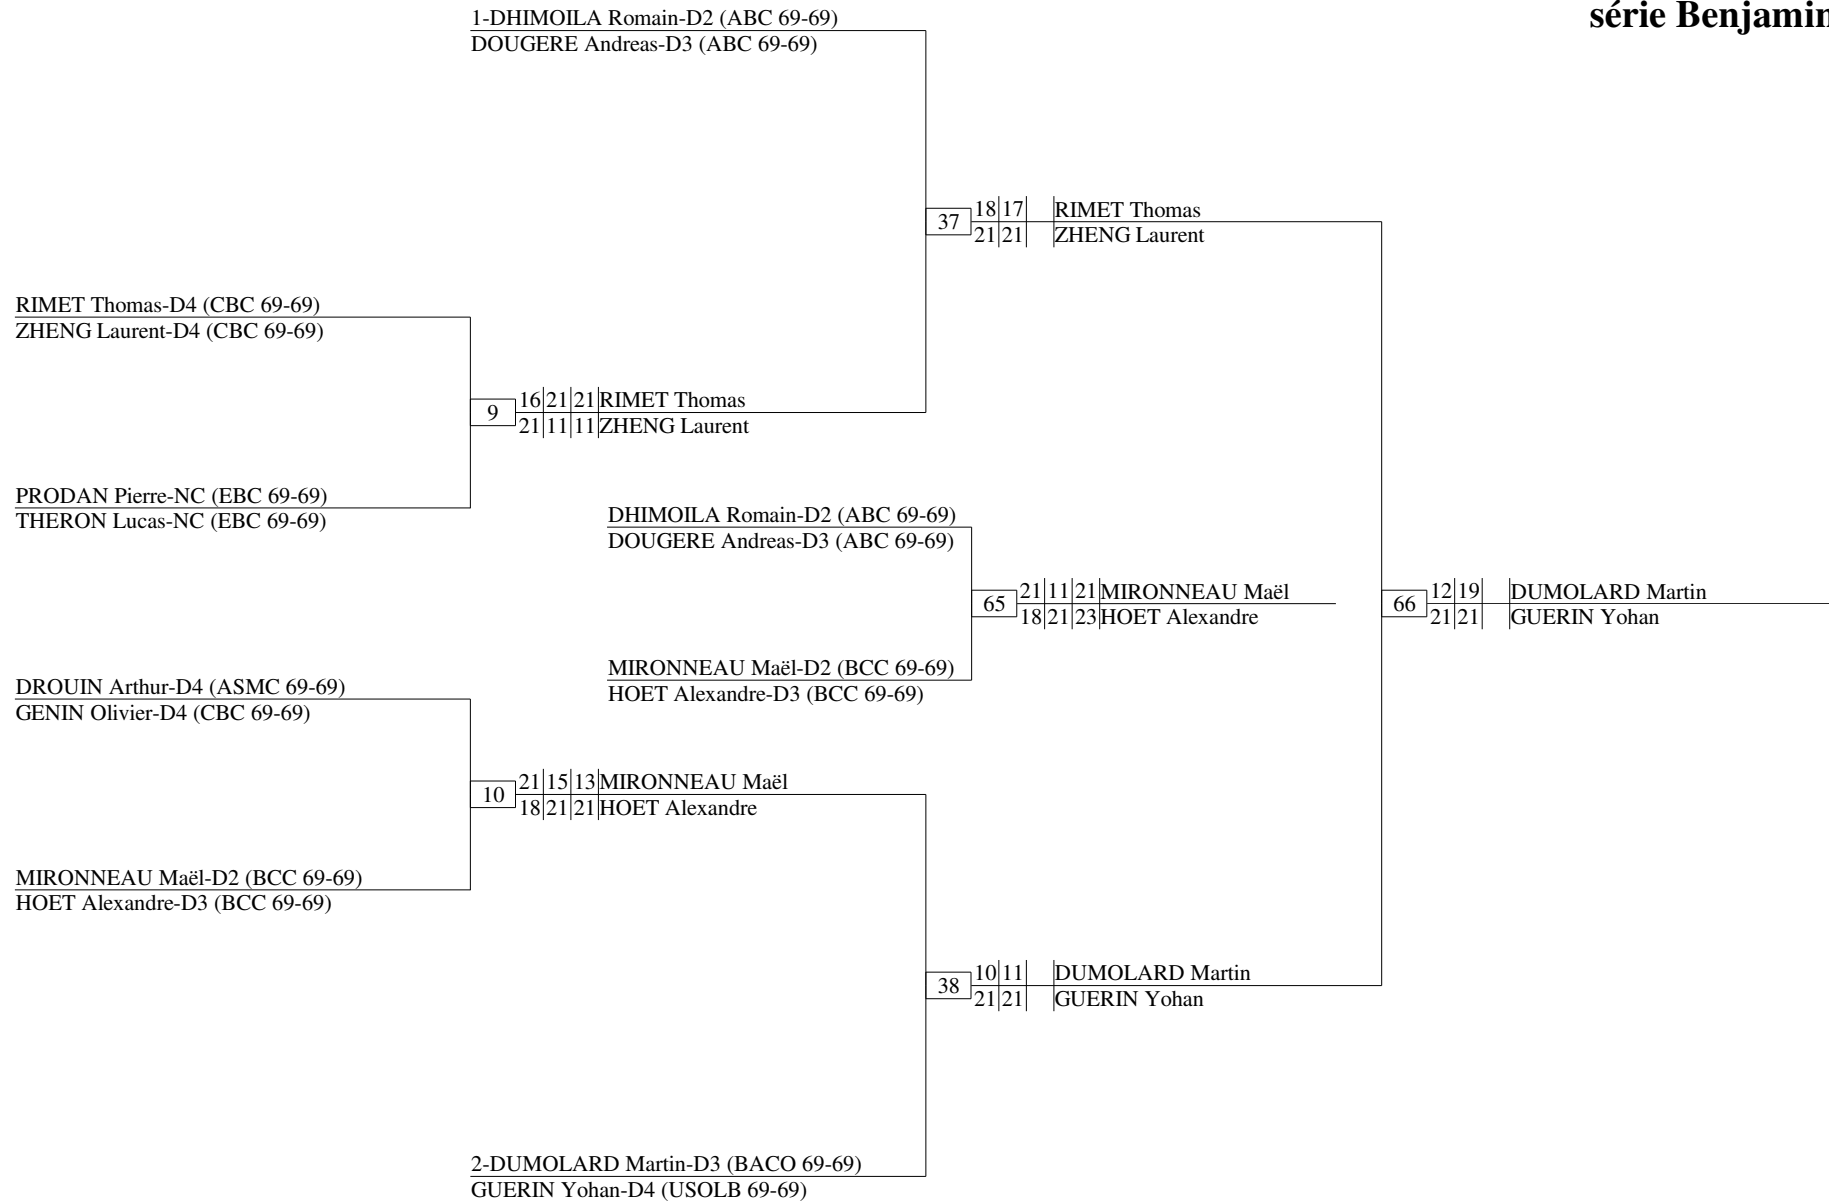 série Benjamin
1-DHIMOILA Romain-D2 (ABC 69-69)
DOUGERE Andreas-D3 (ABC 69-69)
37
18 17 RIMET Thomas
21 21 ZHENG Laurent
RIMET Thomas-D4 (CBC 69-69)
ZHENG Laurent-D4 (CBC 69-69)
9
16 21 21 RIMET Thomas
21 11 11 ZHENG Laurent
PRODAN Pierre-NC (EBC 69-69)
THERON Lucas-NC (EBC 69-69)
DHIMOILA Romain-D2 (ABC 69-69)
DOUGERE Andreas-D3 (ABC 69-69)
65
21 11 21 MIRONNEAU Maël
18 21 23 HOET Alexandre
66
12 19 DUMOLARD Martin
21 21 GUERIN Yohan
MIRONNEAU Maël-D2 (BCC 69-69)
HOET Alexandre-D3 (BCC 69-69)
DROUIN Arthur-D4 (ASMC 69-69)
GENIN Olivier-D4 (CBC 69-69)
10
21 15 13 MIRONNEAU Maël
18 21 21 HOET Alexandre
MIRONNEAU Maël-D2 (BCC 69-69)
HOET Alexandre-D3 (BCC 69-69)
38
10 11 DUMOLARD Martin
21 21 GUERIN Yohan
2-DUMOLARD Martin-D3 (BACO 69-69)
GUERIN Yohan-D4 (USOLB 69-69)